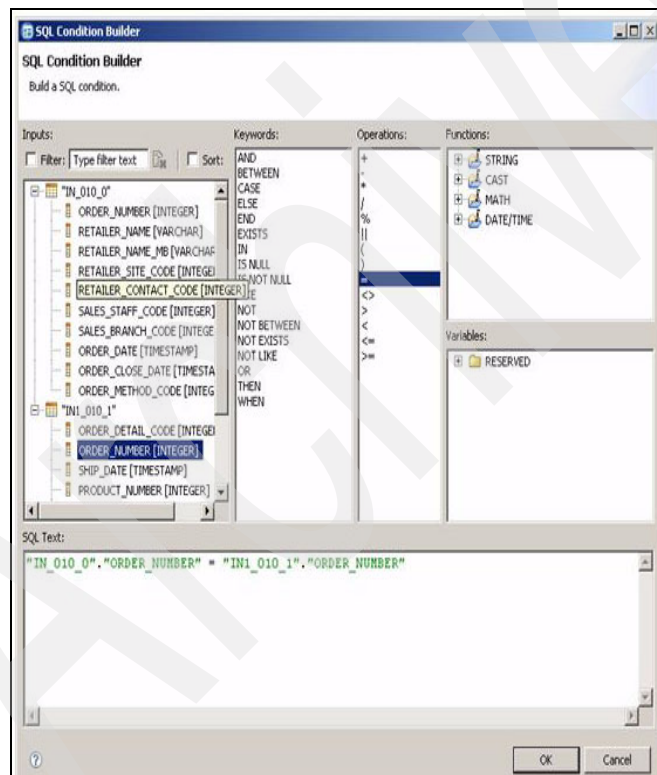 SQL Condition Builder
SQL Condition Builder
Build a SQL condition.
Inputs:
Filter: Type filter text
Sort:
"IN_010_0"
ORDER_NUMBER [INTEGER]
RETAILER_NAME [VARCHAR]
RETAILER_NAME_MB [VARCHAR
RETAILER_SITE_CODE [INTEGE
RETAILER_CONTACT_CODE [INTEGER]
SALES_STAFF_CODE [INTEGER]
SALES_BRANCH_CODE [INTEGE
ORDER_DATE [TIMESTAMP]
ORDER_CLOSE_DATE [TIMESTA
ORDER_METHOD_CODE [INTEG
"IN1_010_1"
ORDER_DETAIL_CODE [INTEGE
ORDER_NUMBER [INTEGER]
SHIP_DATE [TIMESTAMP]
PRODUCT_NUMBER [INTEGER]
Keywords:
AND
BETWEEN
CASE
ELSE
END
EXISTS
IN
IS NULL
IS NOT NULL
NOT
NOT BETWEEN
NOT EXISTS
NOT LIKE
OR
THEN
WHEN
Operations:
+
-
*
/
%
||
(
)
=
<>
>
<
<=
>=
Functions:
STRING
CAST
MATH
DATE/TIME
Variables:
RESERVED
SQL Text:
"IN_010_0"."ORDER_NUMBER" = "IN1_010_1"."ORDER_NUMBER"
OK
Cancel